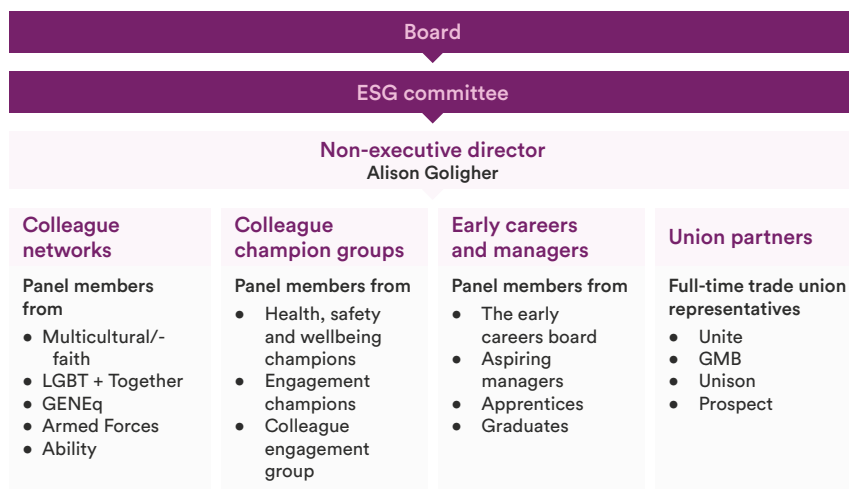 Board
ESG committee
Non-executive director
Alison Goligher
Colleague
networks
Panel members
from
● Multicultural/-
faith
● LGBT + Together
● GENEq
● Armed Forces
● Ability
Colleague
champion groups
Panel members from
● Health, safety
and wellbeing
champions
● Engagement
champions
● Colleague
engagement
group
Early careers
and managers
Panel members from
● The early
careers board
● Aspiring
managers
● Apprentices
● Graduates
Union partners
Full-time trade union
representatives
● Unite
● GMB
● Unison
● Prospect